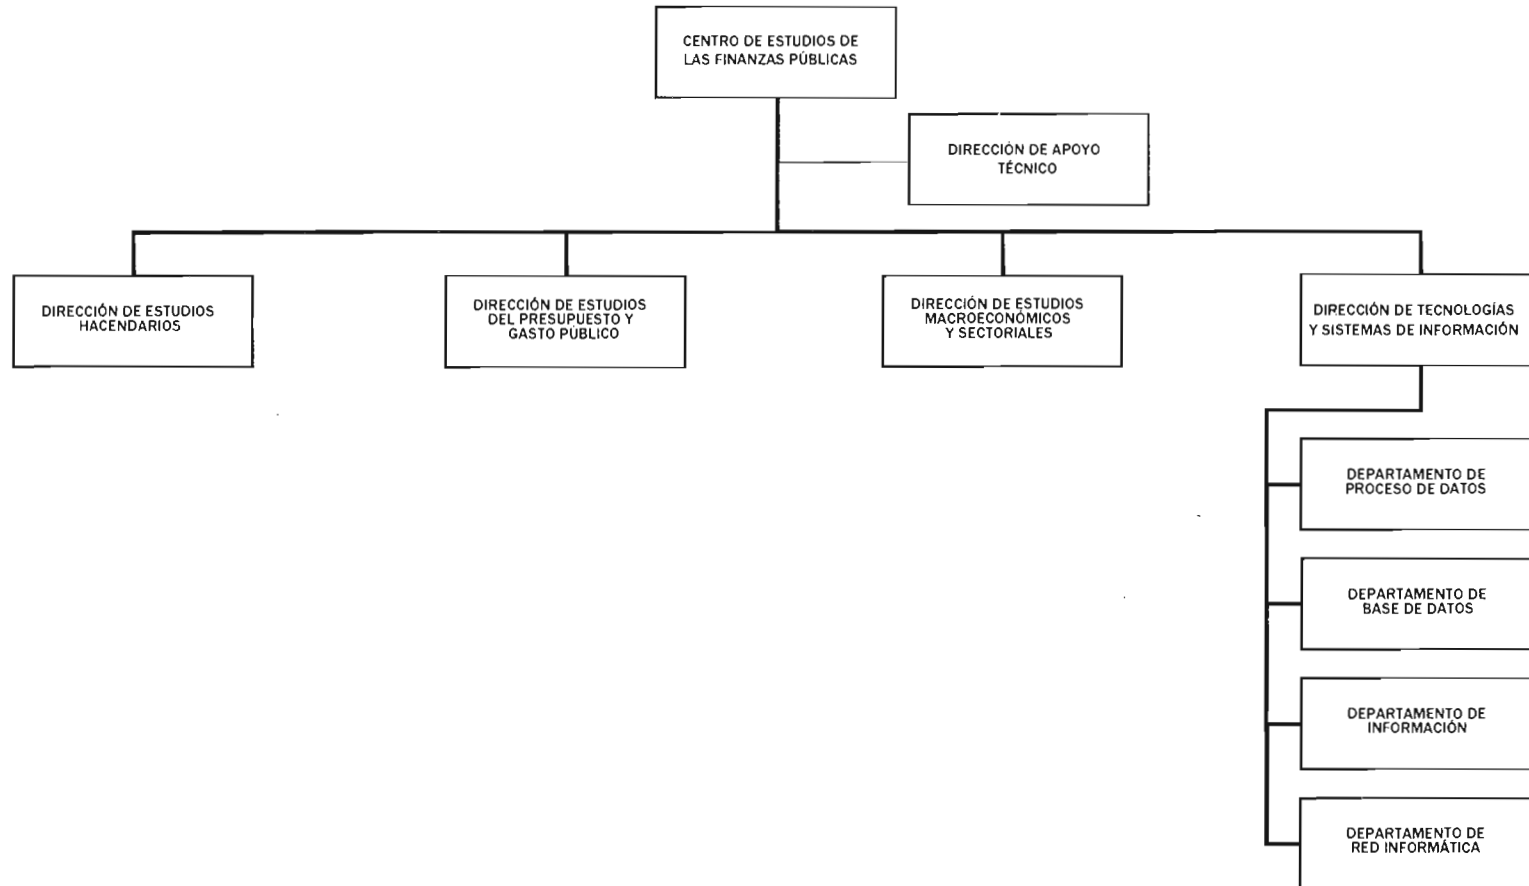 CENTRO DE ESTUDIOS DE
LAS FINANZAS PÚBLICAS
DIRECCIÓN DE APOYO
TÉCNICO
DIRECCIÓN DE ESTUDIOS
HACENDARIOS
DIRECCIÓN DE ESTUDIOS
DEL PRESUPUESTO Y
GASTO PÚBLICO
DIRECCIÓN DE ESTUDIOS
MACROECONÓMICOS
Y SECTORIALES
DIRECCIÓN DE TECNOLOGÍAS
Y SISTEMAS DE INFORMACIÓN
DEPARTAMENTO DE
PROCESO DE DATOS
DEPARTAMENTO DE
BASE DE DATOS
DEPARTAMENTO DE
INFORMACIÓN
DEPARTAMENTO DE
RED INFORMÁTICA